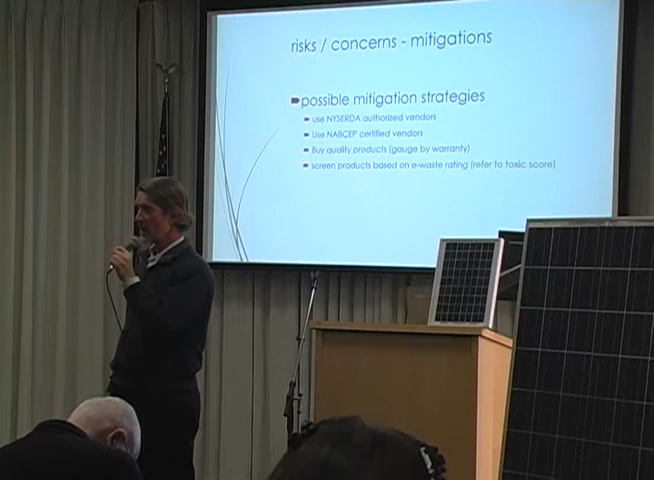 risks / concerns - mitigations
possible mitigation strategies
use NYSERDA authorized vendors
Use NABCEP certified vendors
Buy quality products (gauge by warranty)
screen products based on e-waste rating (refer to toxic score)